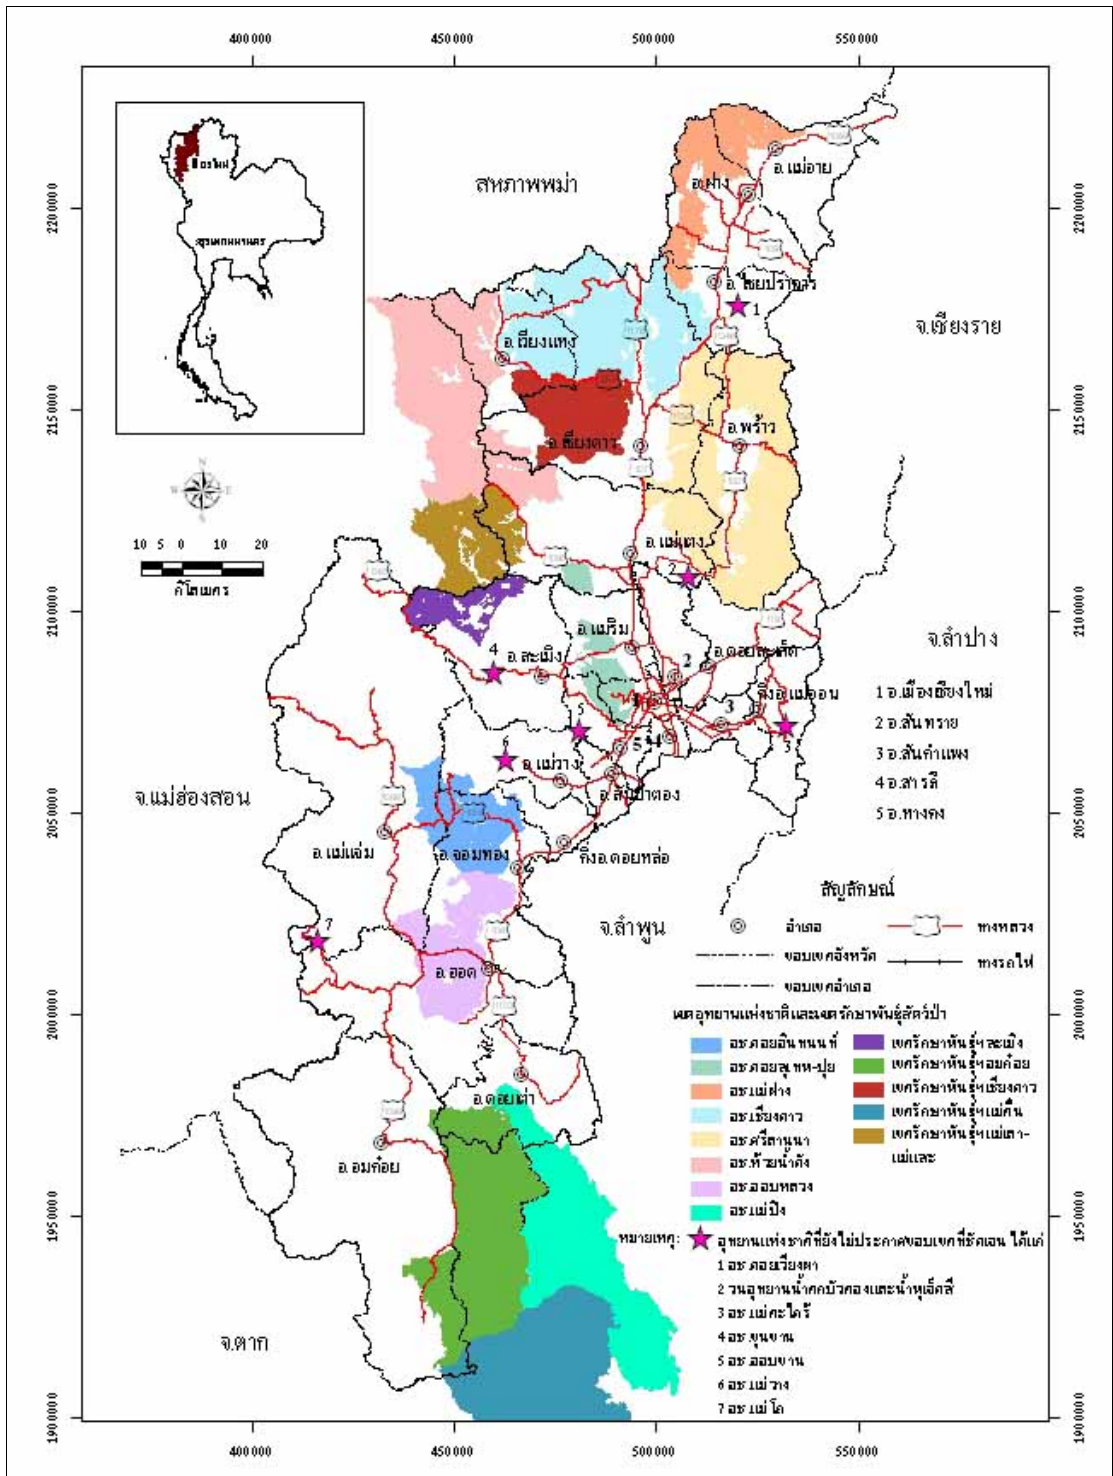 400000 450000 500000 550000
สหภาพพม่า
อ.แม่อาย
อ.ฝาง
2200000
2200000
อ.ไชยปราการ
1
จ.เชียงราย
อ.เวียงแหง
2150000
2150000
อ.พร้าว
อ.เชียงดาว
N
W E
S
10 5 0 10 20
กิโลเมตร
อ.แม่แตง
2
2100000
2100000
อ.แม่ริม
จ.ลำปาง
อ.ดอยสะเก็ด
4
อ.สะเมิง
2
กิ่งอ.แม่ออน
1 อ.เมืองเชียงใหม่
2 อ.สันทราย
3 อ.สันกำแพง
4 อ.สารภี
5 อ.หางดง
5
3
3
6
5
4
อ.แม่วาง
อ.สันป่าตอง
จ.แม่ฮ่องสอน
2050000
2050000
อ.แม่แจ่ม
อ.จอมทอง
กิ่งอ.ดอยหล่อ
สัญลักษณ์
จ.ลำพูน
อำเภอ
ทางหลวง
ขอบเขตจังหวัด
ทางรถไฟ
ขอบเขตอำเภอ
7
อ.ฮอด
2000000
2000000
เขตอุทยานแห่งชาติและเขตรักษาพันธุ์สัตว์ป่า
อช.ดอยอินทนนท์
เขตรักษาพันธุ์ฯสะเมิง
อช.ดอยสุเทพ-ปุย
เขตรักษาพันธุ์ฯอมก๋อย
อช.แม่ฝาง
เขตรักษาพันธุ์ฯเชียงดาว
อช.เชียงดาว
เขตรักษาพันธุ์ฯแม่ตื่น
อช.ศรีลานนา
เขตรักษาพันธุ์ฯแม่เลา-
แม่แสะ
อช.ห้วยน้ำดัง
อช.ออบหลวง
อช.แม่ปิง
อ.ดอยเต่า
อ.อมก๋อย
1950000
1950000
หมายเหตุ: อุทยานแห่งชาติที่ยังไม่ประกาศขอบเขตที่ชัดเจน ได้แก่
1 อช.ดอยเวียงผา
2 วนอุทยานน้ำตกบัวตองและน้ำพุเจ็ดสี
3 อช.แม่ตะไคร้
4 อช.ขุนขาน
5 อช.ออบขาน
6 อช.แม่วาง
7 อช.แม่โถ
จ.ตาก
1900000
1900000
400000 450000 500000 550000